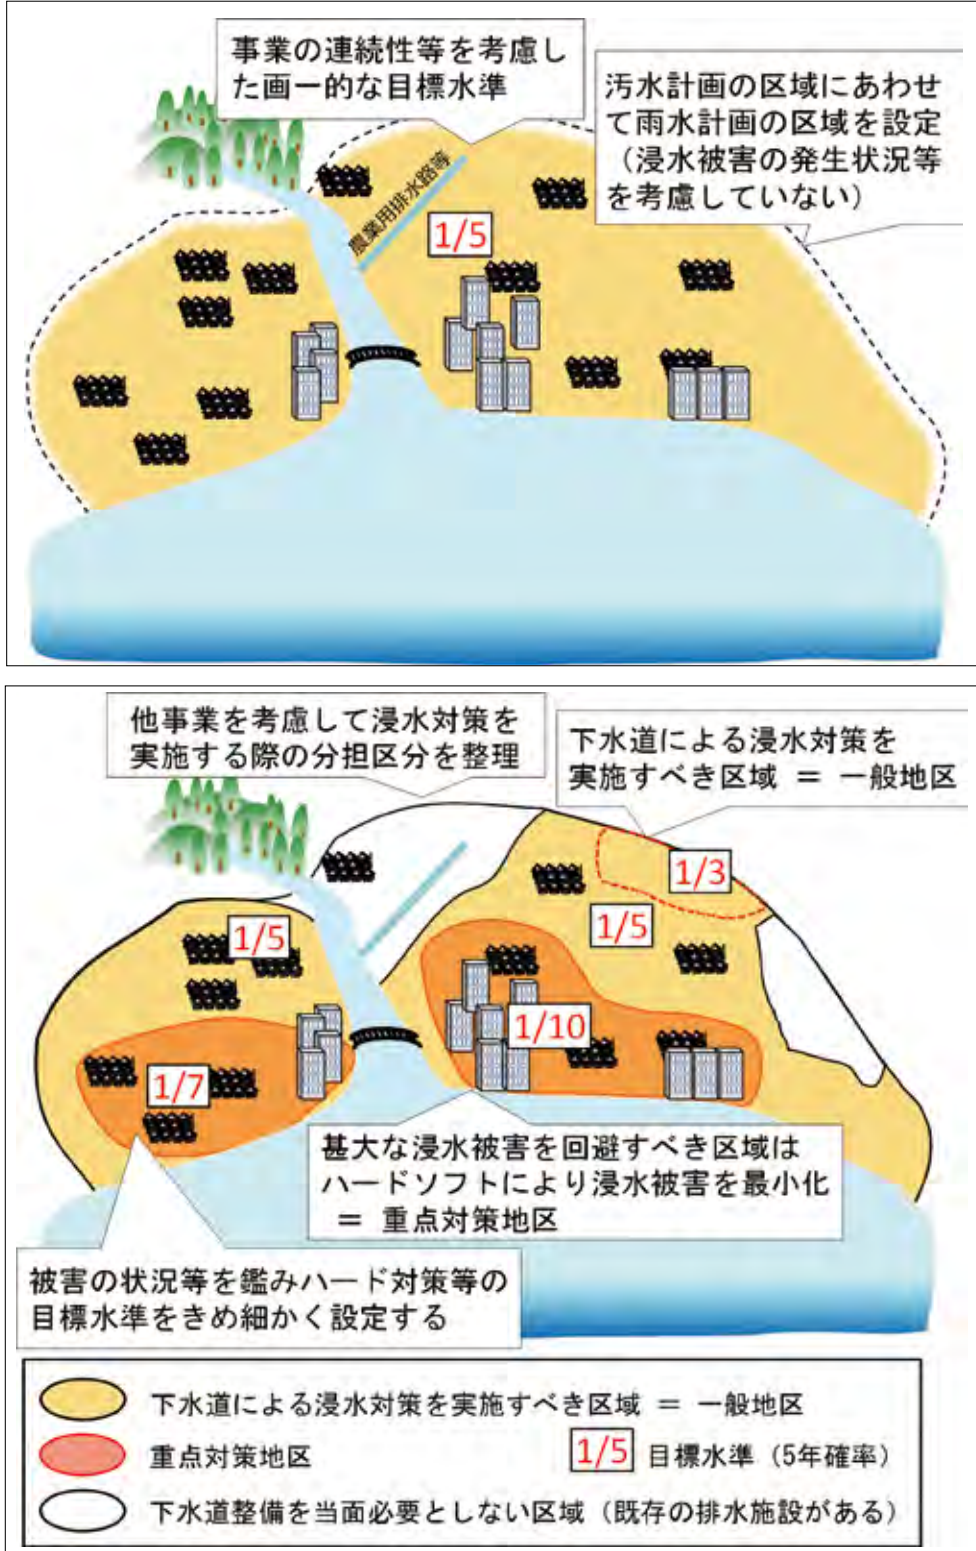 事業の連続性等を考慮し
た画一的な目標水準
汚水計画の区域にあわせ
て雨水計画の区域を設定
（浸水被害の発生状況等
を考慮していない）
農業用排水路等
1/5
他事業を考慮して浸水対策を
実施する際の分担区分を整理
下水道による浸水対策を
実施すべき区域 ＝ 一般地区
1/3
1/5
1/5
1/10
1/7
甚大な浸水被害を回避すべき区域は
ハードソフトにより浸水被害を最小化
＝ 重点対策地区
被害の状況等を鑑みハード対策等の
目標水準をきめ細かく設定する
下水道による浸水対策を実施すべき区域 ＝ 一般地区
重点対策地区
1/5 目標水準（5年確率）
下水道整備を当面必要としない区域（既存の排水施設がある）